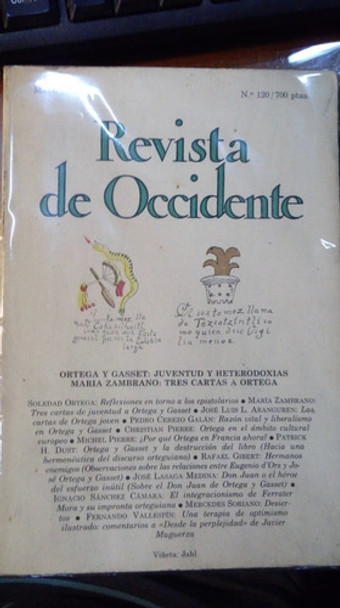 N.º 120/700 ptas.
Revista
de Occidente
ORTEGA Y GASSET: JUVENTUD Y HETERODOXIAS
MARIA ZAMBRANO: TRES CARTAS A ORTEGA
SOLEDAD ORTEGA: Reflexiones en torno a los epistolarios • MARÍA ZAMBRANO:
Tres cartas de juventud a Ortega y Gasset • JOSÉ LUIS L. ARANGUREN: Las
cartas de Ortega joven • PEDRO CEREZO GALÁN: Razón vital y liberalismo
en Ortega y Gasset • CHRISTIAN PIERRE: Ortega en el ámbito cultural
europeo • MICHEL PIERRE: ¿Por qué Ortega en Francia ahora? • PATRICK
H. DUST: Ortega y Gasset y la destrucción del libro (Hacia una
hermenéutica del discurso orteguiano) • RAFAEL GIBERT: Hermanos
enemigos (Observaciones sobre las relaciones entre Eugenio d'Ors y Jo-
sé Ortega y Gasset) • JOSÉ LASAGA MEDINA: Don Juan o el héroe
del esfuerzo inútil (Sobre el Don Juan de Ortega y Gasset) •
IGNACIO SÁNCHEZ CÁMARA: El integracionismo de Ferrater
Mora y su impronta orteguiana • MERCEDES SORIANO: Desier-
tos • FERNANDO VALLESPÍN: Una terapia de optimismo
ilustrado: comentarios a «Desde la perplejidad» de Javier
Muguerza
Viñeta: Jahl